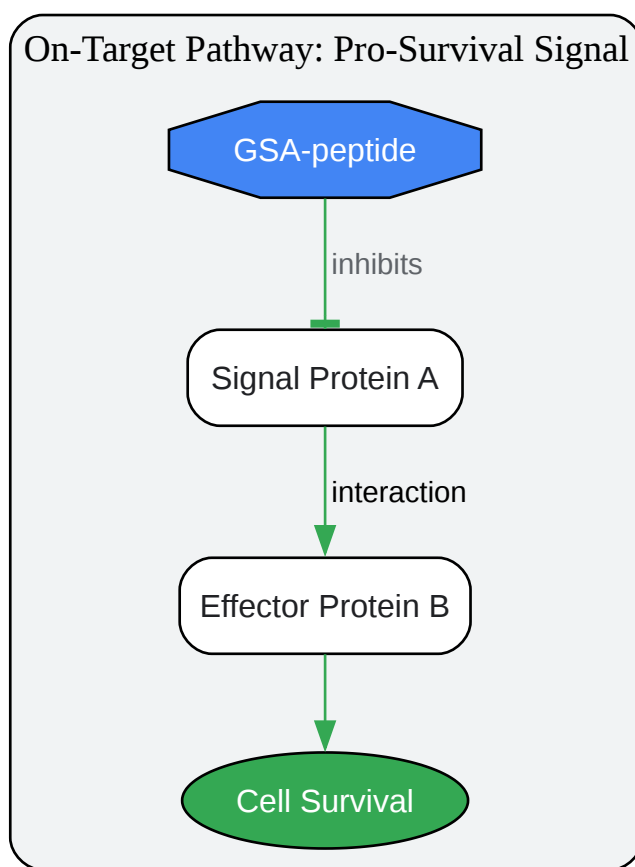 On-Target Pathway: Pro-Survival Signal
GSA-peptide
inhibits
Signal Protein A
interaction
Effector Protein B
Cell Survival